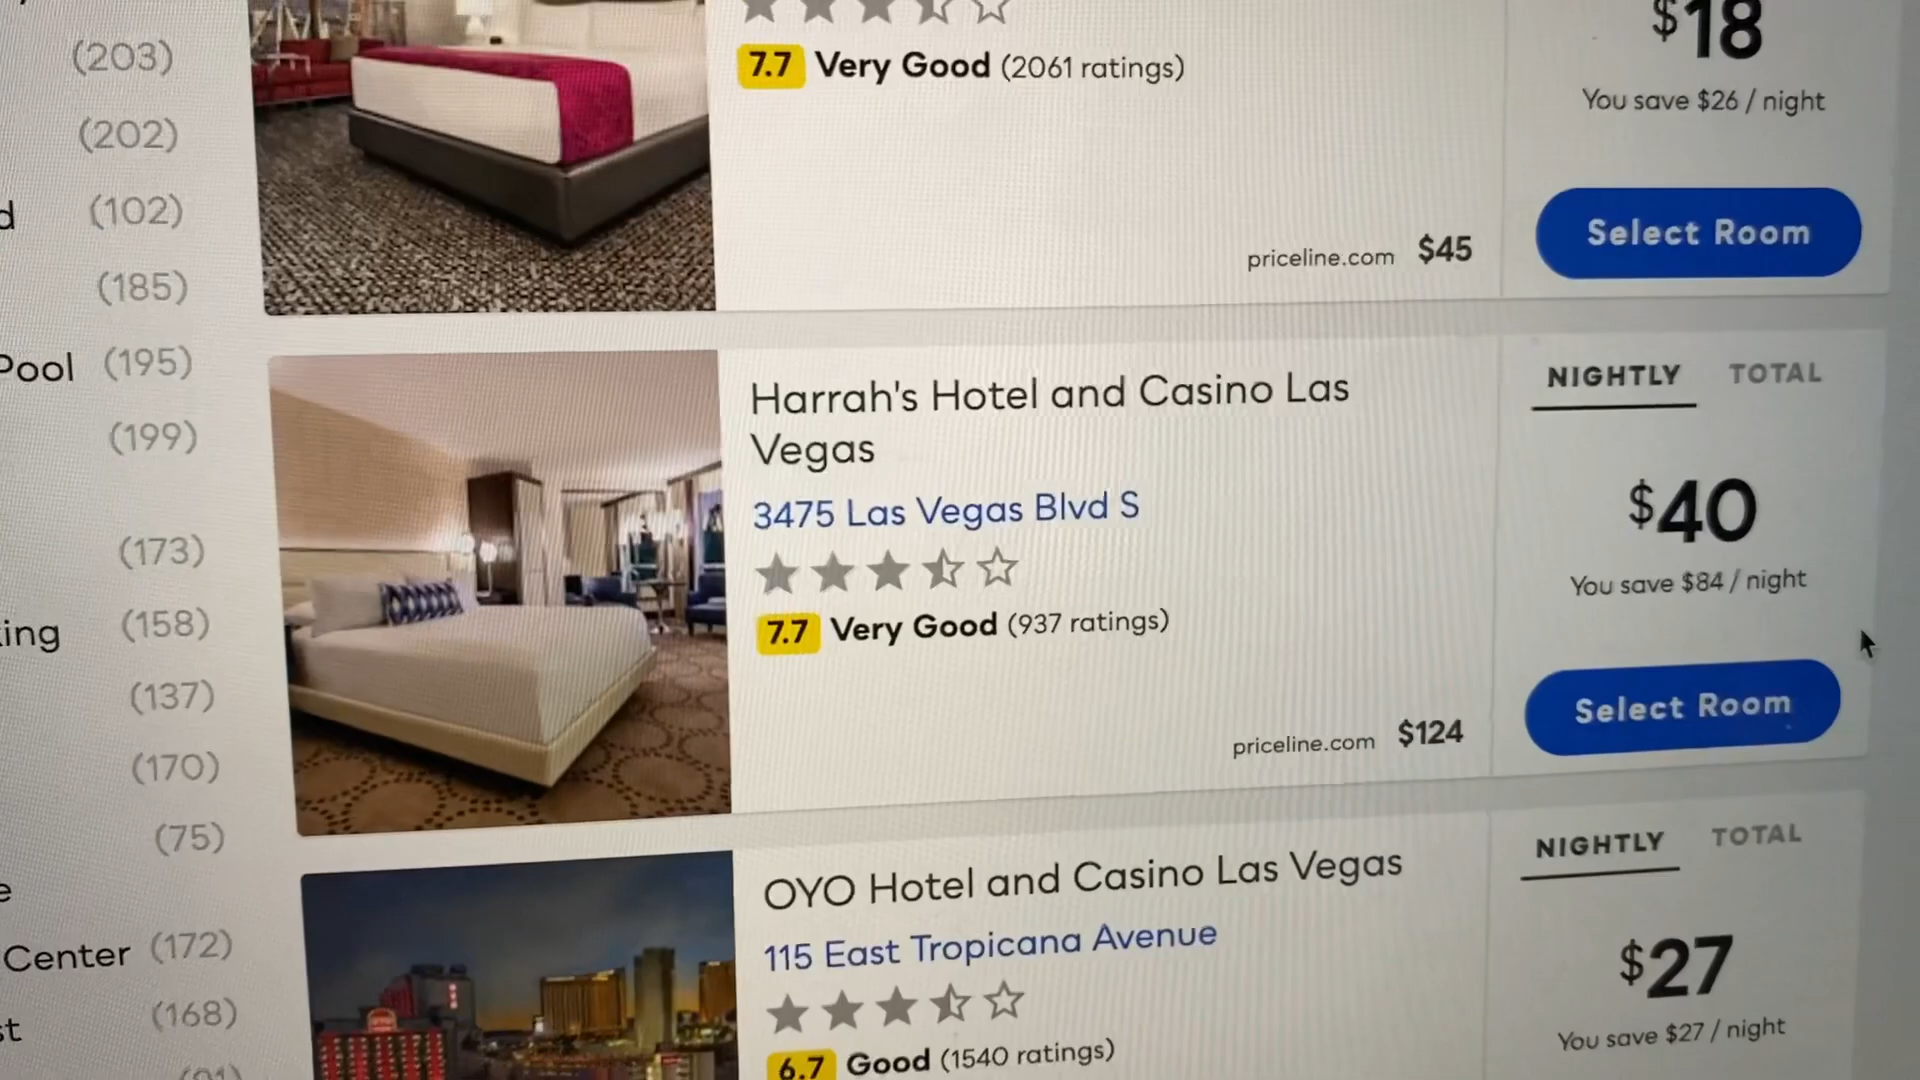 (203)
(202)
d (102)
(185)
Pool (195)
(199)
(173)
ing (158)
(137)
(170)
(75)
e
Center (172)
st (168)
7.7 Very Good (2061 ratings)
priceline.com $45
$18
You save $26 / night
Select Room
Harrah's Hotel and Casino Las
Vegas
3475 Las Vegas Blvd S
7.7 Very Good (937 ratings)
priceline.com $124
NIGHTLY TOTAL
$40
You save $84 / night
Select Room
OYO Hotel and Casino Las Vegas
115 East Tropicana Avenue
6.7 Good (1540 ratings)
NIGHTLY TOTAL
$27
You save $27 / night